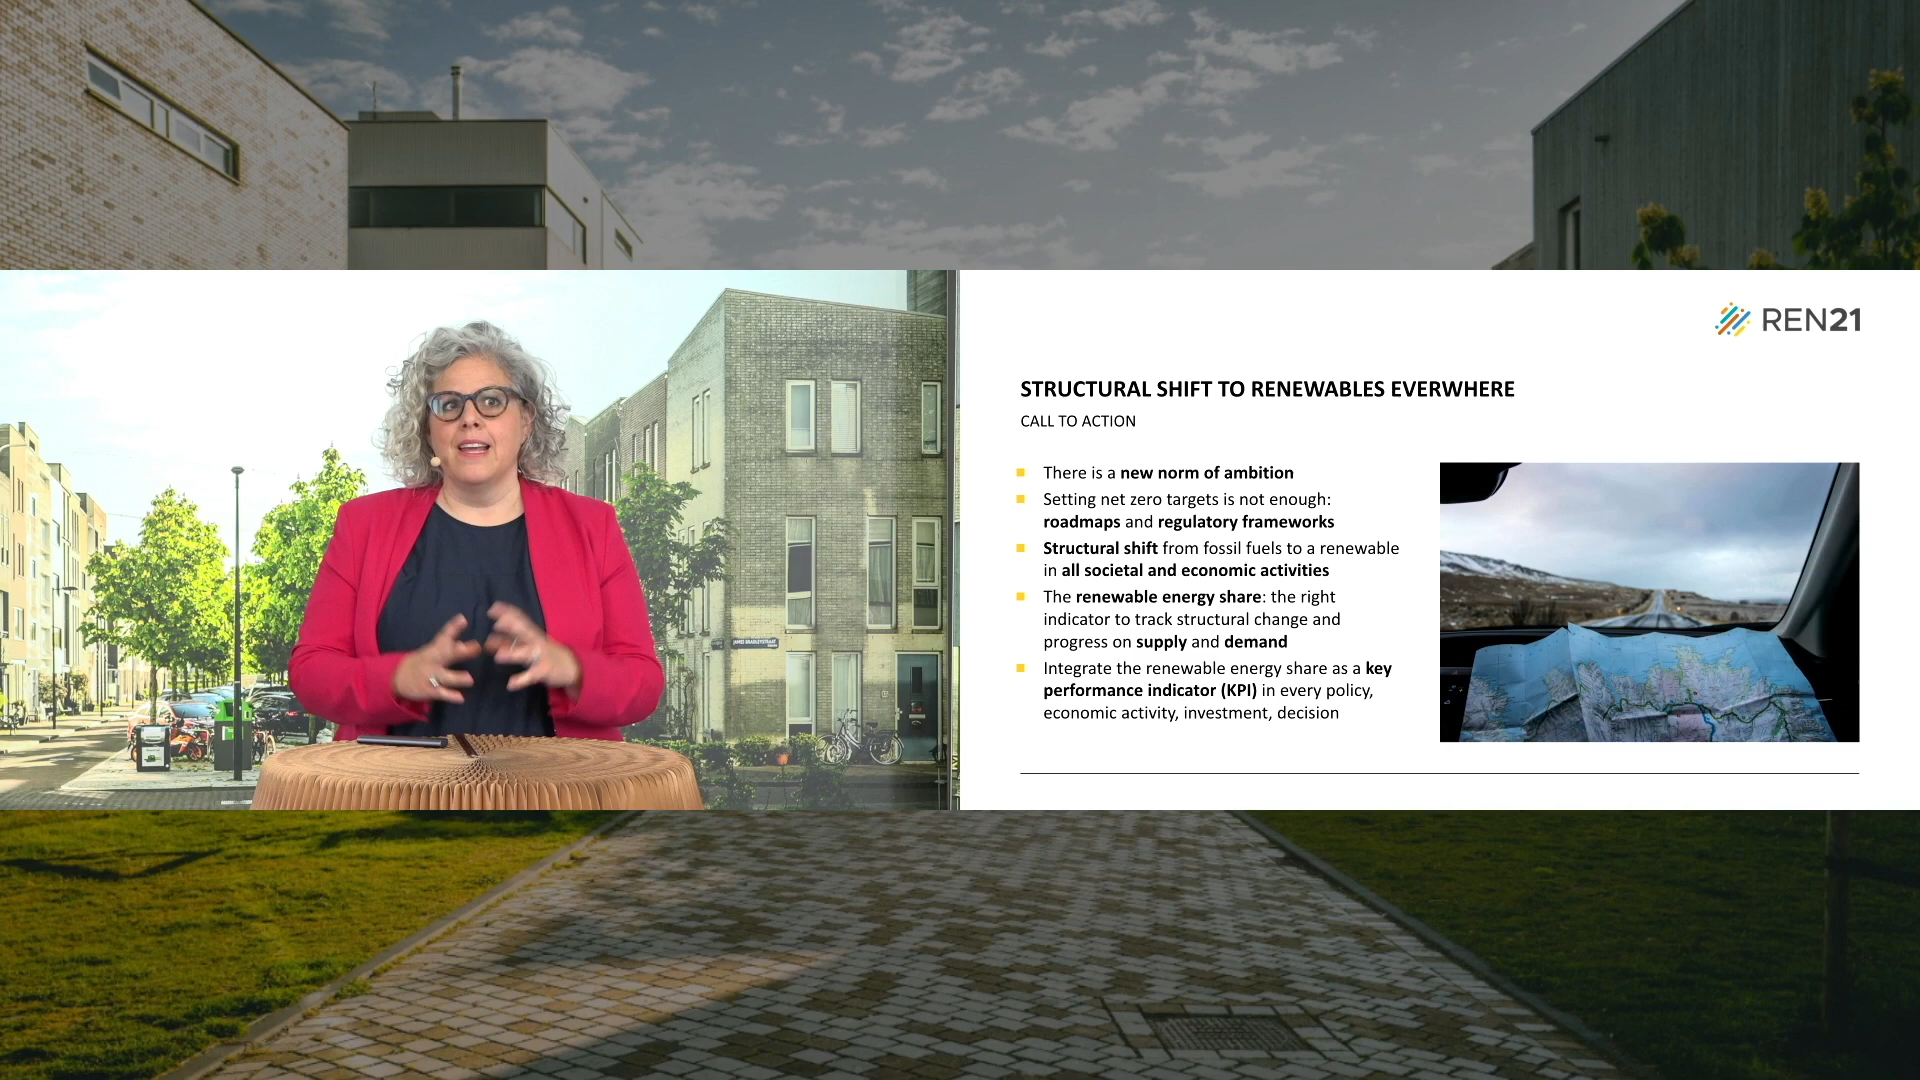 REN21
STRUCTURAL SHIFT TO RENEWABLES EVERWHERE
CALL TO ACTION
There is a new norm of ambition
Setting net zero targets is not enough:
roadmaps and regulatory frameworks
Structural shift from fossil fuels to a renewable
in all societal and economic activities
The renewable energy share: the right
indicator to track structural change and
progress on supply and demand
Integrate the renewable energy share as a key
performance indicator (KPI) in every policy,
economic activity, investment, decision